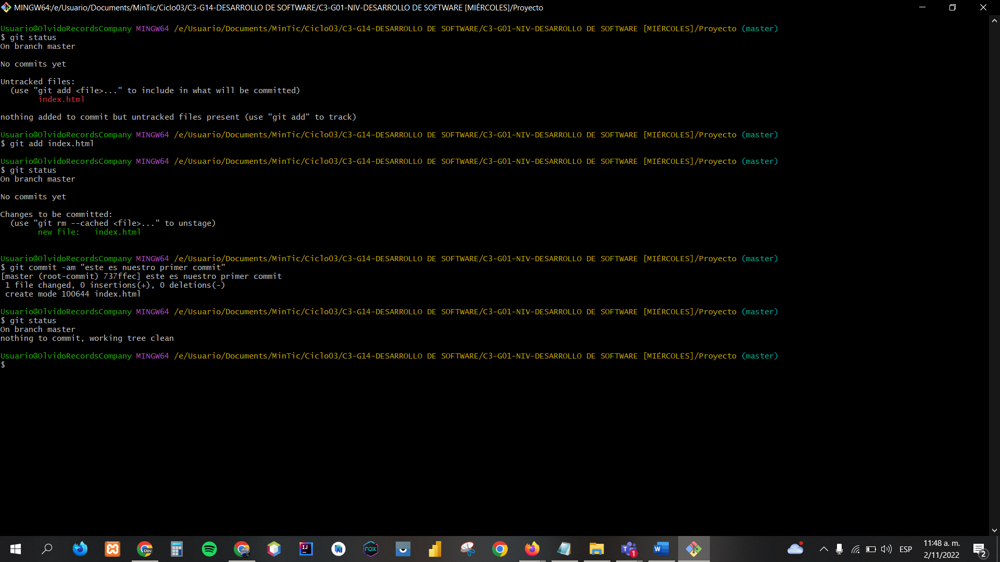 MINGW64:/e/Usuario/Documents/MinTic/Ciclo03/C3-G14-DESARROLLO DE SOFTWARE/C3-G01-NIV-DESARROLLO DE SOFTWARE [MIÉRCOLES]/Proyecto
Usuario@OlvidoRecordsCompany MINGW64 /e/Usuario/Documents/MinTic/Ciclo03/C3-G14-DESARROLLO DE SOFTWARE/C3-G01-NIV-DESARROLLO DE SOFTWARE [MIÉRCOLES]/Proyecto (master)
$ git status
On branch master
No commits yet
Untracked files:
(use "git add <file>..." to include in what will be committed)
index.html
nothing added to commit but untracked files present (use "git add" to track)
Usuario@OlvidoRecordsCompany MINGW64 /e/Usuario/Documents/MinTic/Ciclo03/C3-G14-DESARROLLO DE SOFTWARE/C3-G01-NIV-DESARROLLO DE SOFTWARE [MIÉRCOLES]/Proyecto (master)
$ git add index.html
Usuario@OlvidoRecordsCompany MINGW64 /e/Usuario/Documents/MinTic/Ciclo03/C3-G14-DESARROLLO DE SOFTWARE/C3-G01-NIV-DESARROLLO DE SOFTWARE [MIÉRCOLES]/Proyecto (master)
$ git status
On branch master
No commits yet
Changes to be committed:
(use "git rm --cached <file>..." to unstage)
new file:   index.html
Usuario@OlvidoRecordsCompany MINGW64 /e/Usuario/Documents/MinTic/Ciclo03/C3-G14-DESARROLLO DE SOFTWARE/C3-G01-NIV-DESARROLLO DE SOFTWARE [MIÉRCOLES]/Proyecto (master)
$ git commit -am "este es nuestro primer commit"
[master (root-commit) 737ffec] este es nuestro primer commit
1 file changed, 0 insertions(+), 0 deletions(-)
create mode 100644 index.html
Usuario@OlvidoRecordsCompany MINGW64 /e/Usuario/Documents/MinTic/Ciclo03/C3-G14-DESARROLLO DE SOFTWARE/C3-G01-NIV-DESARROLLO DE SOFTWARE [MIÉRCOLES]/Proyecto (master)
$ git status
On branch master
nothing to commit, working tree clean
Usuario@OlvidoRecordsCompany MINGW64 /e/Usuario/Documents/MinTic/Ciclo03/C3-G14-DESARROLLO DE SOFTWARE/C3-G01-NIV-DESARROLLO DE SOFTWARE [MIÉRCOLES]/Proyecto (master)
$
Dev
IJ
nox
T
1
W
ESP
11:48 a. m.
2/11/2022
2